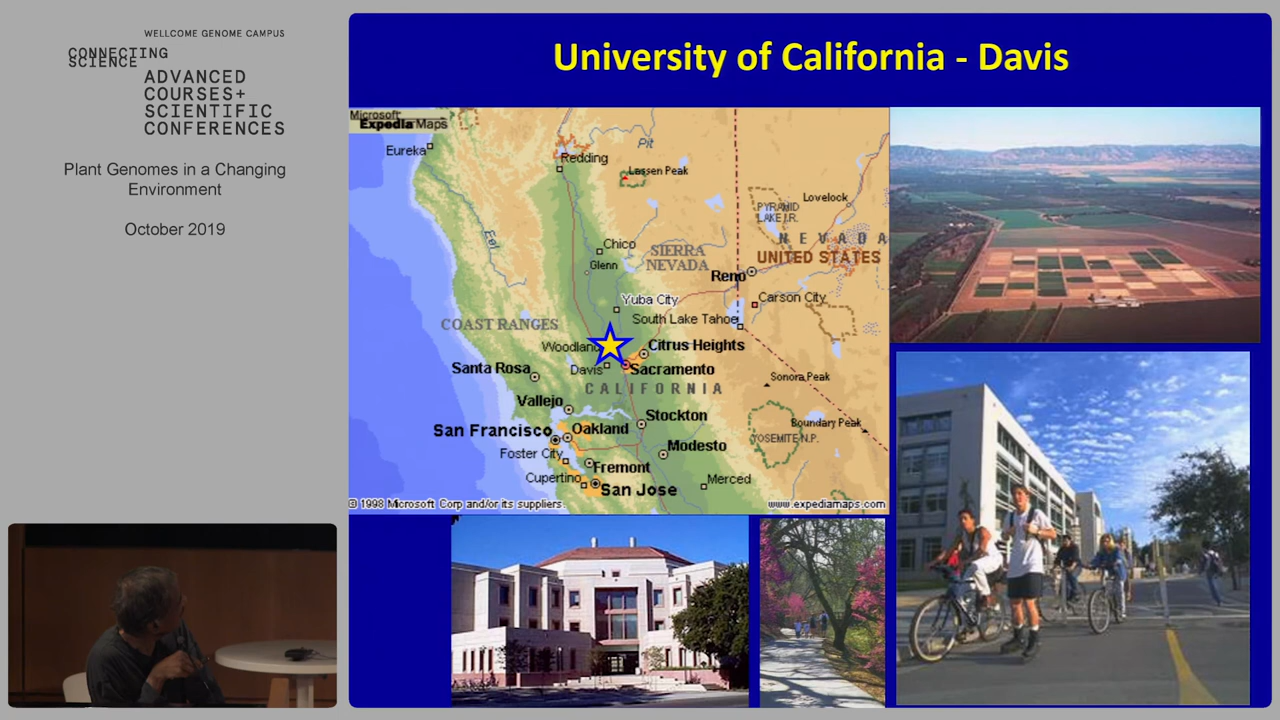 WELLCOME GENOME CAMPUS
CONNECTING
SCIENCE
ADVANCED
COURSES+
SCIENTIFIC
CONFERENCES
Plant Genomes in a Changing
Environment
October 2019
University of California - Davis
Microsoft
Expedia Maps
Eureka
Redding
Pit
Lassen Peak
Lovelock
PYRAMID
LAKE I.R.
Eel
Chico
Glenn
SIERRA
NEVADA
NEVADA
UNITED STATES
Reno
Carson City
Yuba City
South Lake Tahoe
COAST RANGES
Woodland
Citrus Heights
Santa Rosa
Davis
Sacramento
CALIFORNIA
Sonora Peak
Vallejo
Stockton
Boundary Peak
San Francisco
Oakland
YOSEMITE N.P.
Modesto
Foster City
Fremont
Cupertino
San Jose
Merced
© 1998 Microsoft Corp and/or its suppliers.
www.expediamaps.com